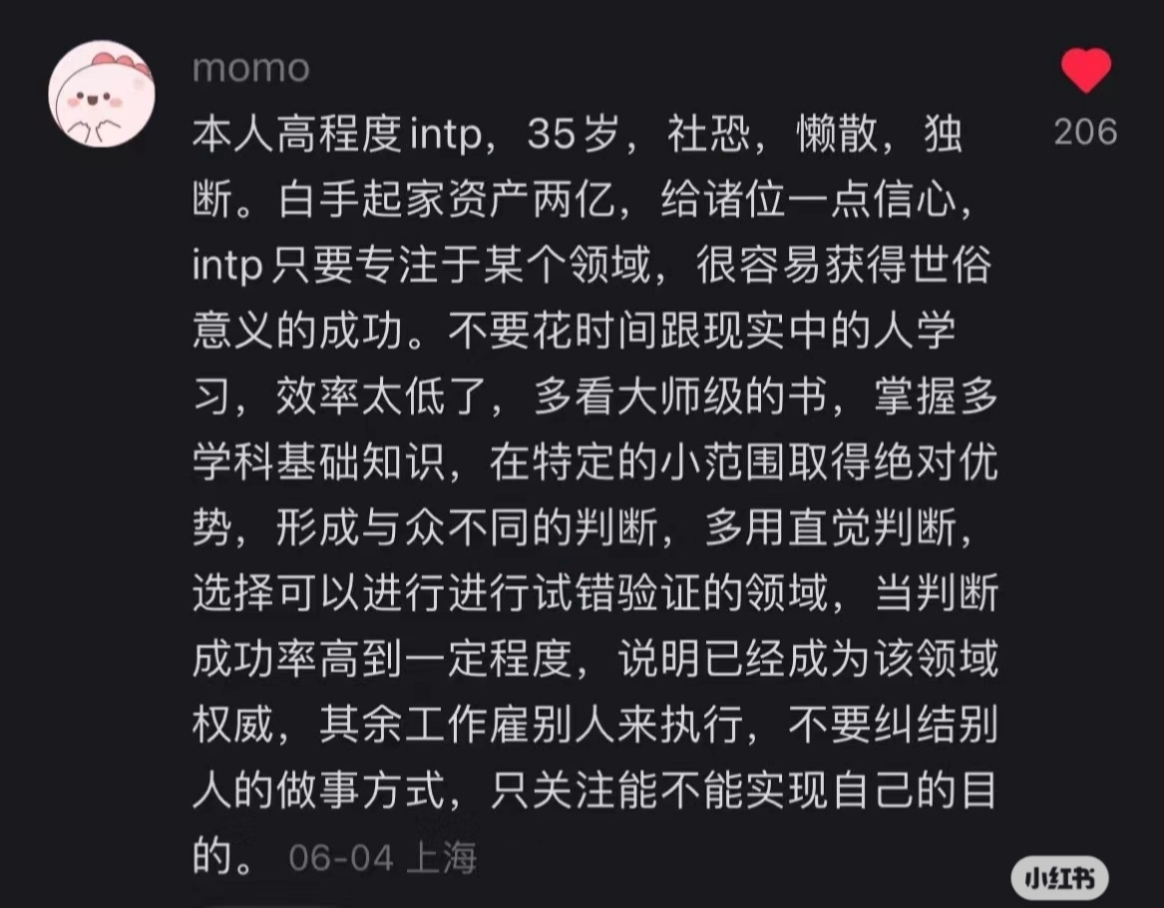 momo
本人高程度intp，35岁，社恐，懒散，独
断。白手起家资产两亿，给诸位一点信心，
intp只要专注于某个领域，很容易获得世俗
意义的成功。不要花时间跟现实中的人学
习，效率太低了，多看大师级的书，掌握多
学科基础知识，在特定的小范围取得绝对优
势，形成与众不同的判断，多用直觉判断，
选择可以进行进行试错验证的领域，当判断
成功率高到一定程度，说明已经成为该领域
权威，其余工作雇别人来执行，不要纠结别
人的做事方式，只关注能不能实现自己的目
的。 06-04 上海
206
小红书